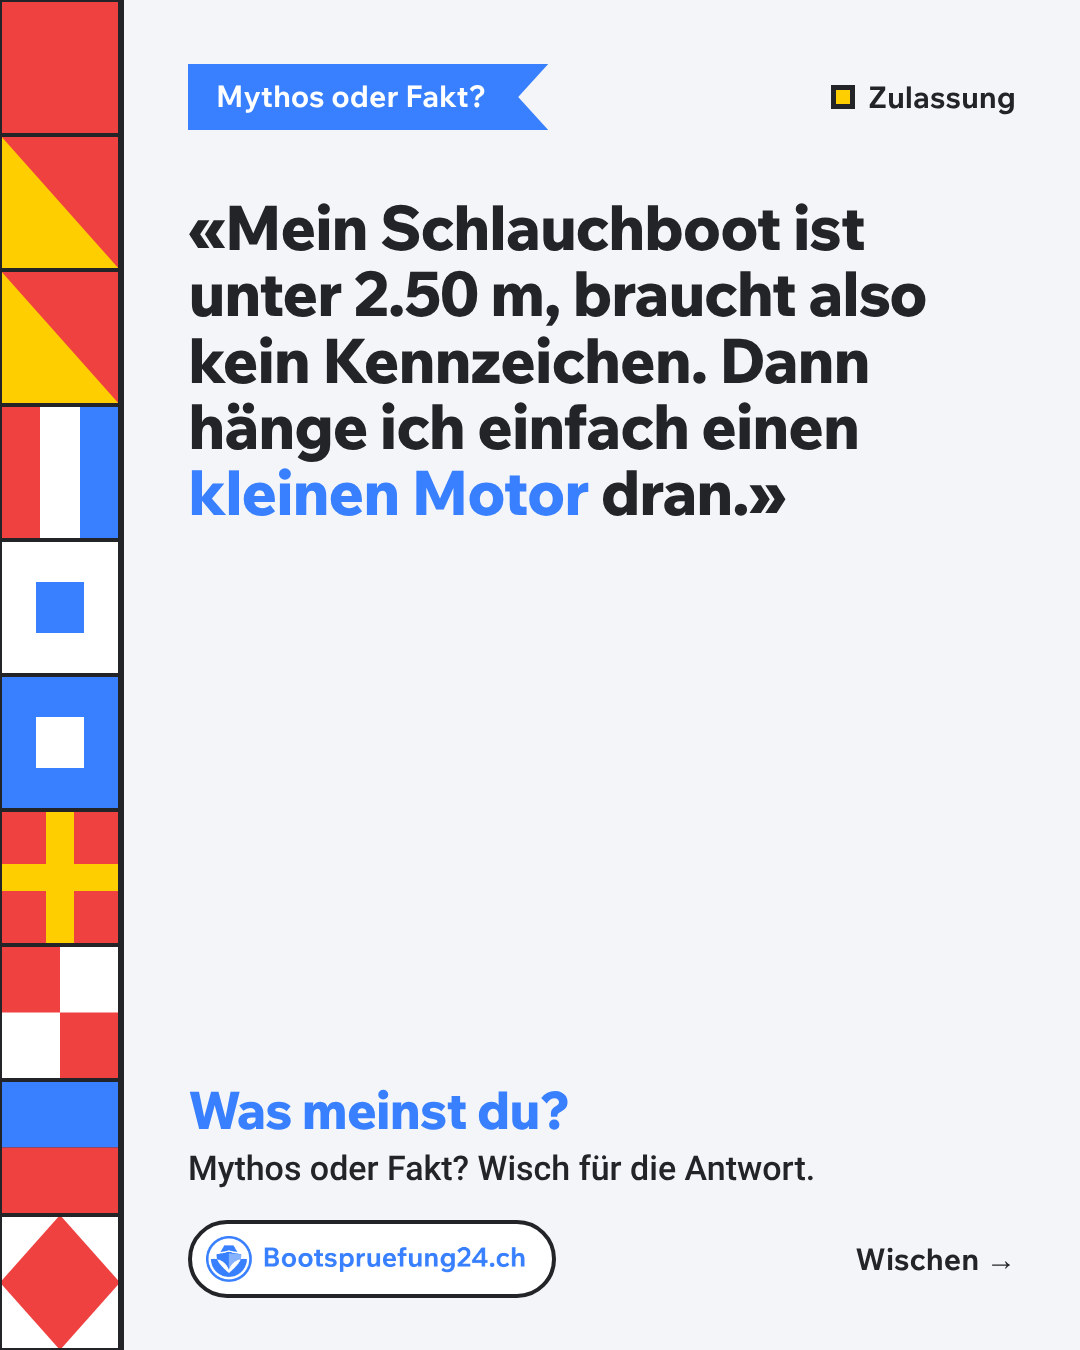 Mythos oder Fakt?
Zulassung
«Mein Schlauchboot ist
unter 2.50 m, braucht also
kein Kennzeichen. Dann
hänge ich einfach einen
kleinen Motor dran.»
Was meinst du?
Mythos oder Fakt? Wisch für die Antwort.
Bootspruefung24.ch
Wischen →